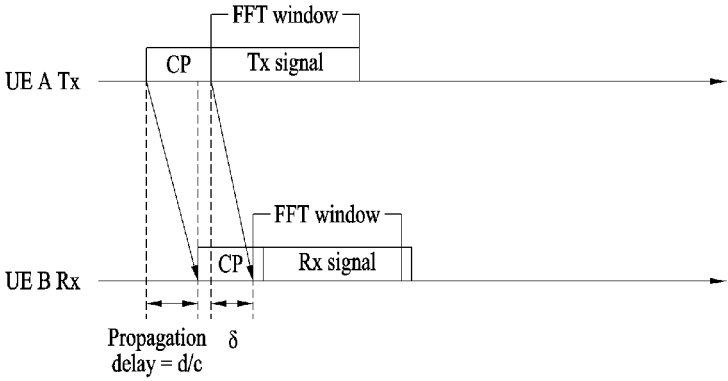 FFT window
CP
Tx signal
UE A Tx
FFT window
CP
Rx signal
UE B Rx
Propagation
delay = d/c
δ